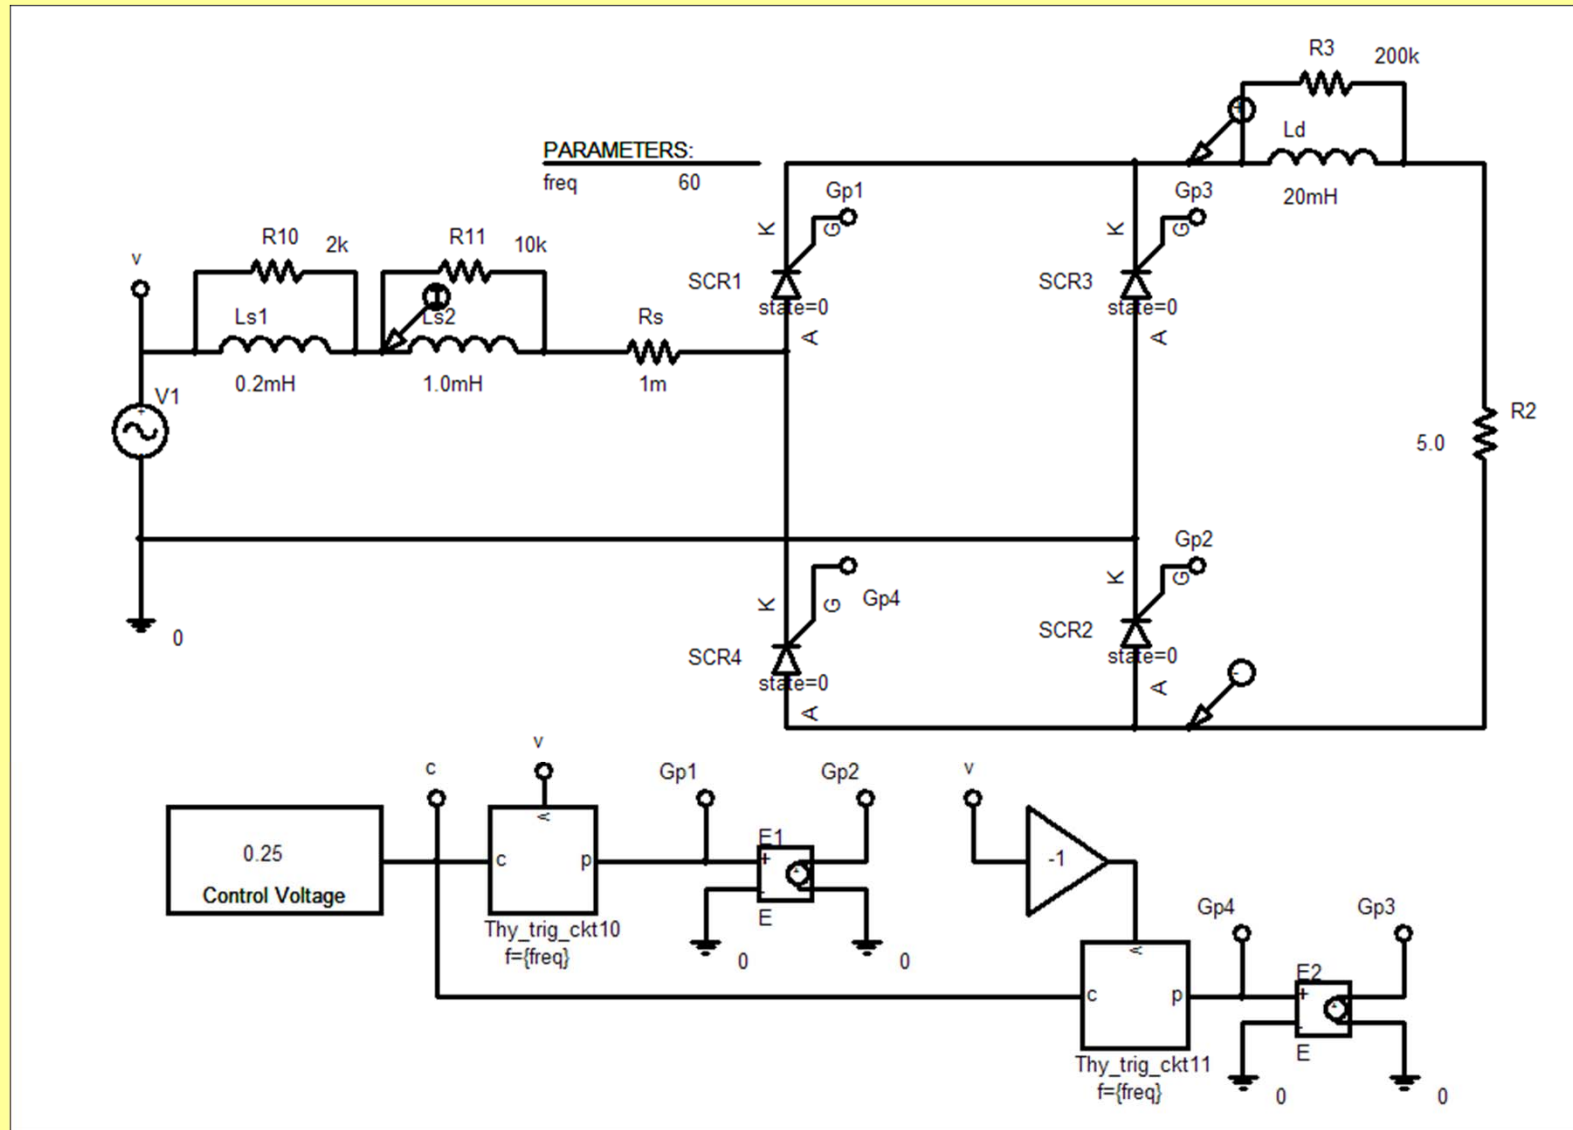 R3 200k
Ld
20mH
PARAMETERS:
freq 60
Gp1
K
G
SCR1
state=0
A
Gp3
K
G
SCR3
state=0
A
v
R10 2k
Ls1
0.2mH
R11 10k
Ls2
1.0mH
Rs
1m
V1
+
0
R2
5.0
Gp4
K
G
SCR4
state=0
A
Gp2
K
G
SCR2
state=0
A
-
0.25
Control Voltage
c
v
<
c p
Thy_trig_ckt10
f={freq}
Gp1
Gp2
E1
+
-
E
0
0
v
-1
<
c p
Thy_trig_ckt11
f={freq}
Gp4
Gp3
E2
+
-
E
0
0